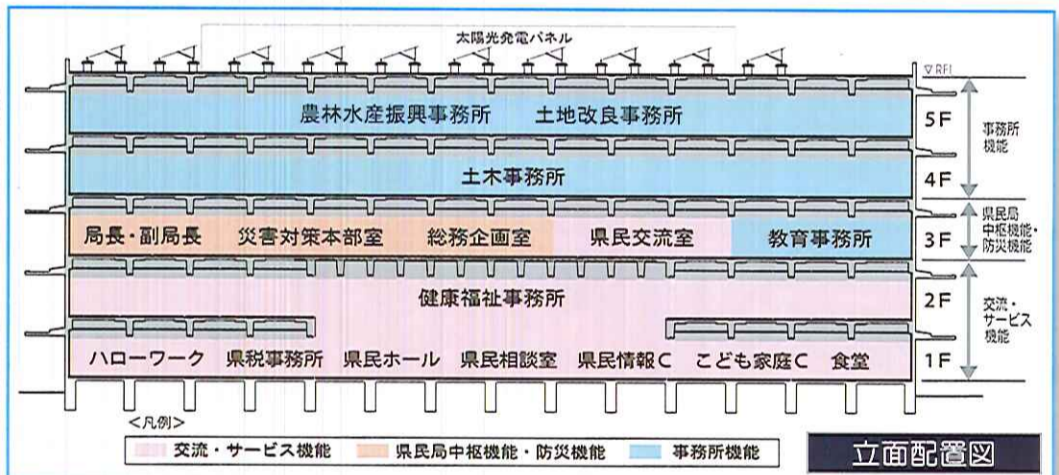 太陽光発電パネル
▽RFl
農林水産振興事務所 土地改良事務所
5F
土木事務所
4F
事務所
機能
局長・副局長 災害対策本部室 総務企画室 県民交流室 教育事務所
3F
県民局
中枢機能・
防災機能
健康福祉事務所
2F
ハローワーク 県税事務所 県民ホール 県民相談室 県民情報C こども家庭C 食堂
1F
交流・
サービス
機能
<凡例>
交流・サービス機能 県民局中枢機能・防災機能 事務所機能
立面配置図